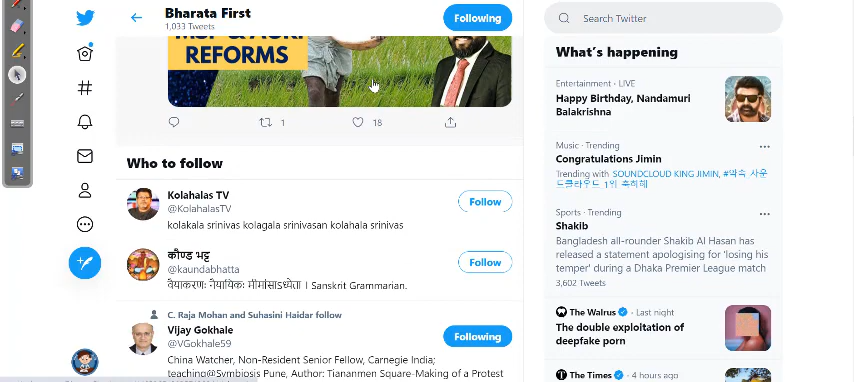 Bharata First
1,033 Tweets
Following
REFORMS
1
18
Who to follow
Kolahalas TV
@KolahalasTV
kolakala srinivas kolagala srinivasan kolahala srinivas
Follow
कौण्ड भट्ट
@kaundabhatta
वैयाकरणः नैयायिकः मीमांसाऽध्येता । Sanskrit Grammarian.
Follow
C. Raja Mohan and Suhasini Haidar follow
Vijay Gokhale
@VGokhale59
China Watcher, Non-Resident Senior Fellow, Carnegie India;
teaching@Symbiosis Pune, Author: Tiananmen Square-Making of a Protest
Following
Search Twitter
What's happening
Entertainment · LIVE
Happy Birthday, Nandamuri
Balakrishna
Music · Trending
Congratulations Jimin
Trending with SOUNDCLOUD KING JIMIN, #약속_사운
드클라우드_1위_축하해
Sports · Trending
Shakib
Bangladesh all-rounder Shakib Al Hasan has
released a statement apologising for 'losing his
temper' during a Dhaka Premier League match
3,602 Tweets
The Walrus · Last night
The double exploitation of
deepfake porn
The Times · 4 hours ago